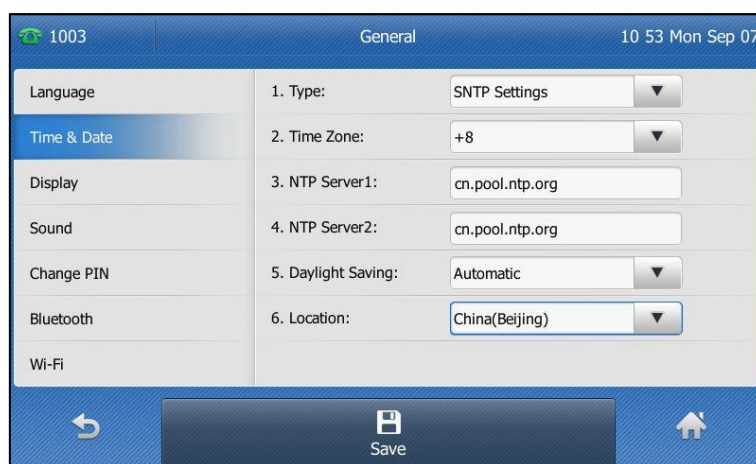 1003 General 10 53 Mon Sep 07
Language
Time & Date
Display
Sound
Change PIN
Bluetooth
Wi-Fi
1. Type: SNTP Settings
2. Time Zone: +8
3. NTP Server1: cn.pool.ntp.org
4. NTP Server2: cn.pool.ntp.org
5. Daylight Saving: Automatic
6. Location: China(Beijing)
Save